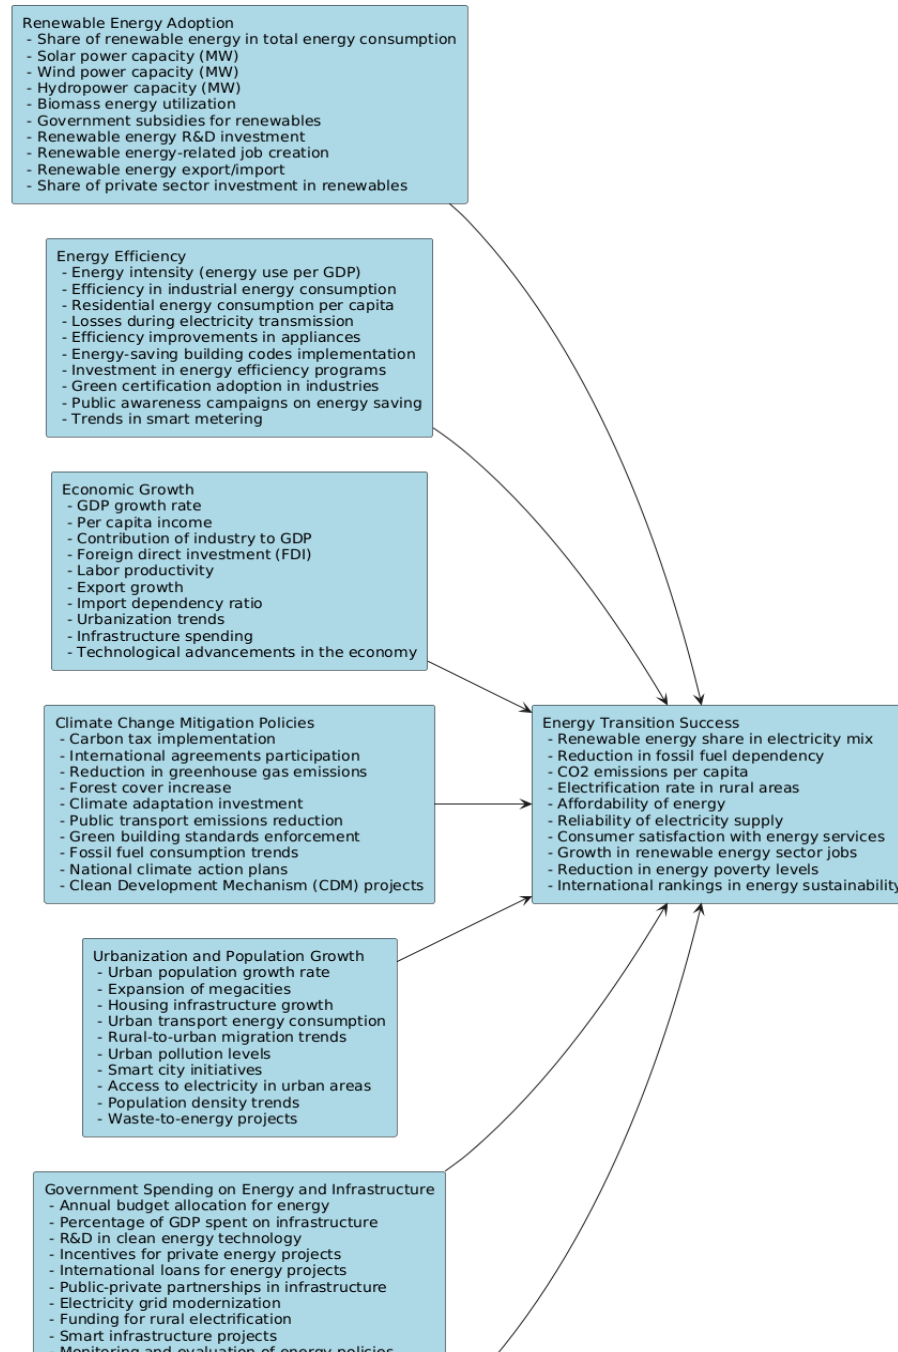 Renewable Energy Adoption
- Share of renewable energy in total energy consumption
- Solar power capacity (MW)
- Wind power capacity (MW)
- Hydropower capacity (MW)
- Biomass energy utilization
- Government subsidies for renewables
- Renewable energy R&D investment
- Renewable energy-related job creation
- Renewable energy export/import
- Share of private sector investment in renewables
Energy Efficiency
- Energy intensity (energy use per GDP)
- Efficiency in industrial energy consumption
- Residential energy consumption per capita
- Losses during electricity transmission
- Efficiency improvements in appliances
- Energy-saving building codes implementation
- Investment in energy efficiency programs
- Green certification adoption in industries
- Public awareness campaigns on energy saving
- Trends in smart metering
Economic Growth
- GDP growth rate
- Per capita income
- Contribution of industry to GDP
- Foreign direct investment (FDI)
- Labor productivity
- Export growth
- Import dependency ratio
- Urbanization trends
- Infrastructure spending
- Technological advancements in the economy
Climate Change Mitigation Policies
- Carbon tax implementation
- International agreements participation
- Reduction in greenhouse gas emissions
- Forest cover increase
- Climate adaptation investment
- Public transport emissions reduction
- Green building standards enforcement
- Fossil fuel consumption trends
- National climate action plans
- Clean Development Mechanism (CDM) projects
Energy Transition Success
- Renewable energy share in electricity mix
- Reduction in fossil fuel dependency
- CO2 emissions per capita
- Electrification rate in rural areas
- Affordability of energy
- Reliability of electricity supply
- Consumer satisfaction with energy services
- Growth in renewable energy sector jobs
- Reduction in energy poverty levels
- International rankings in energy sustainability
Urbanization and Population Growth
- Urban population growth rate
- Expansion of megacities
- Housing infrastructure growth
- Urban transport energy consumption
- Rural-to-urban migration trends
- Urban pollution levels
- Smart city initiatives
- Access to electricity in urban areas
- Population density trends
- Waste-to-energy projects
Government Spending on Energy and Infrastructure
- Annual budget allocation for energy
- Percentage of GDP spent on infrastructure
- R&D in clean energy technology
- Incentives for private energy projects
- International loans for energy projects
- Public-private partnerships in infrastructure
- Electricity grid modernization
- Funding for rural electrification
- Smart infrastructure projects
- Monitoring and evaluation of energy policies